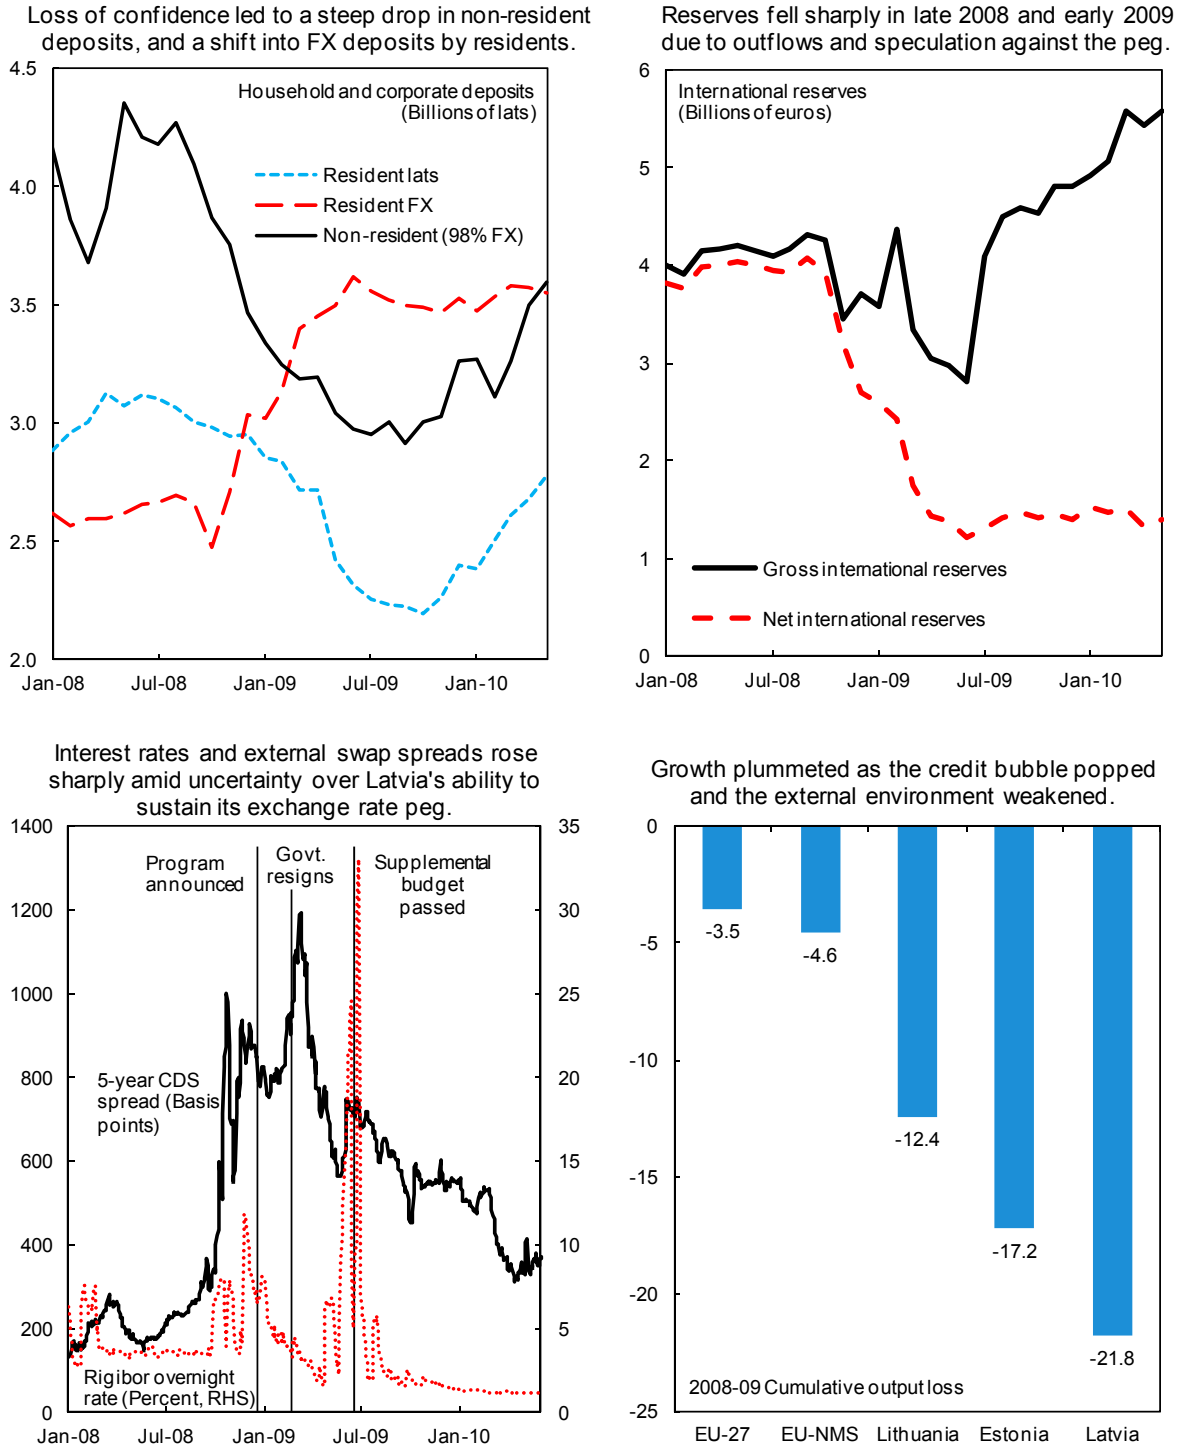 Loss of confidence led to a steep drop in non-resident
deposits, and a shift into FX deposits by residents.
4.5
4.0
3.5
3.0
2.5
2.0
Household and corporate deposits
(Billions of lats)
Resident lats
Resident FX
Non-resident (98% FX)
Jan-08
Jul-08
Jan-09
Jul-09
Jan-10
Reserves fell sharply in late 2008 and early 2009
due to outflows and speculation against the peg.
6
5
4
3
2
1
0
International reserves
(Billions of euros)
Gross international reserves
Net international reserves
Jan-08
Jul-08
Jan-09
Jul-09
Jan-10
Interest rates and external swap spreads rose
sharply amid uncertainty over Latvia's ability to
sustain its exchange rate peg.
1400
1200
1000
800
600
400
200
0
35
30
25
20
15
10
5
0
Program
announced
Govt.
resigns
Supplemental
budget
passed
5-year CDS
spread (Basis
points)
Rigibor overnight
rate (Percent, RHS)
Jan-08
Jul-08
Jan-09
Jul-09
Jan-10
Growth plummeted as the credit bubble popped
and the external environment weakened.
0
-5
-10
-15
-20
-25
-3.5
-4.6
-12.4
-17.2
-21.8
2008-09 Cumulative output loss
EU-27
EU-NMS
Lithuania
Estonia
Latvia